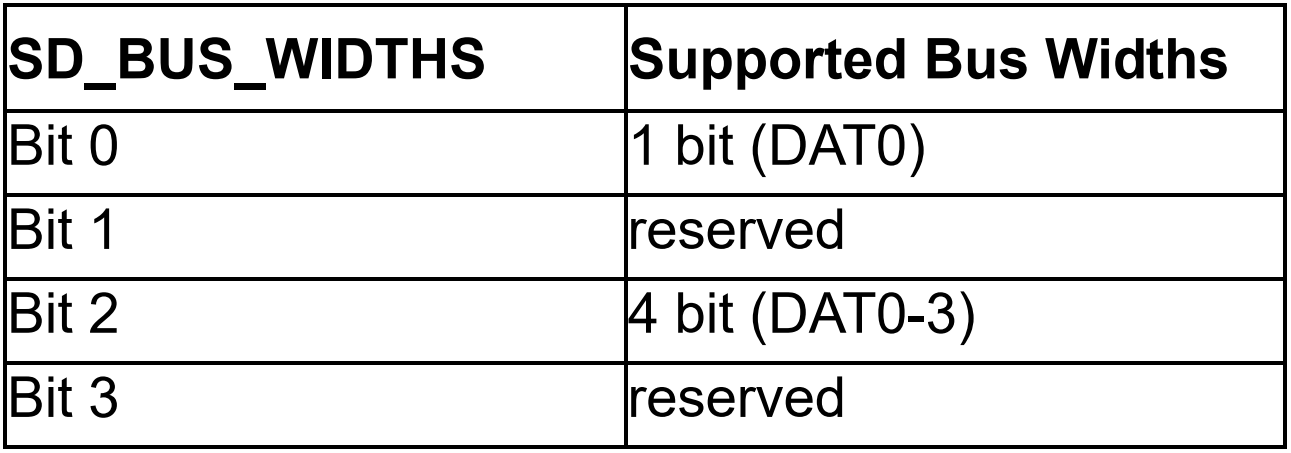 SD_BUS_WIDTHS Supported Bus Widths
Bit 0 1 bit (DAT0)
Bit 1 reserved
Bit 2 4 bit (DAT0-3)
Bit 3 reserved